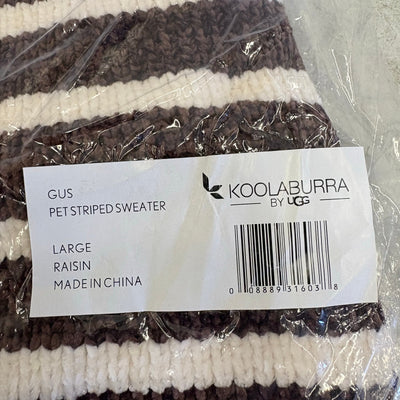 GUS
PET STRIPED SWEATER
LARGE
RAISIN
MADE IN CHINA
KOOLABURRA
BY UGG
0 08889 31603 8